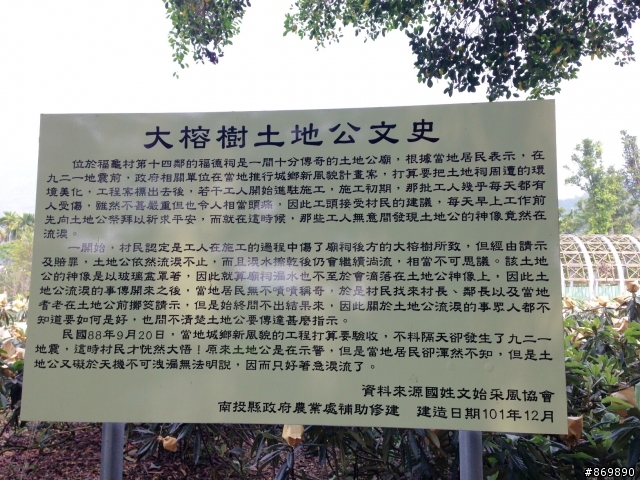 大榕樹土地公文史
位於福龜村第十四鄰的福德祠是一間十分傳奇的土地公廟，根據當地居民表示，在
九二一地震前，政府相關單位在當地推行城鄉新風貌計畫案，打算要把土地祠周遭的環
境美化，工程案標出去後，若干工人開始進駐施工，施工初期，那批工人幾乎每天都有
人受傷，雖然不甚嚴重但也令人相當頭痛，因此工頭接受村民的建議，每天早上工作前
先向土地公祭拜以祈求平安，而就在這時候，那些工人無意間發現土地公的神像竟然在
流淚。
一開始，村民認定是工人在施工的過程中傷了廟祠後方的大榕樹所致，但經由請示
及賠罪，土地公依然流淚不止，而且淚水擦乾後仍會繼續淌流，相當不可思議。該土地
公的神像是以玻璃盒罩著，因此就算廟祠漏水也不至於會滴落在土地公神像上，因此土
地公流淚的事傳開來之後，當地居民無不嘖嘖稱奇，於是村民找來村長、鄰長以及當地
耆老在土地公前擲筊請示，但是始終問不出結果來，因此關於土地公流淚的事眾人都不
知道要如何是好，也問不清楚土地公要傳達甚麼指示。
民國88年9月20日，當地城鄉新風貌的工程打算要驗收，不料隔天卻發生了九二一
地震，這時村民才恍然大悟！原來土地公是在示警，但是當地居民卻渾然不知，但是土
地公又礙於天機不可洩漏無法明說，因而只好著急淚流了。
資料來源國姓文始采風協會
南投縣政府農業處補助修建 建造日期101年12月
#869890